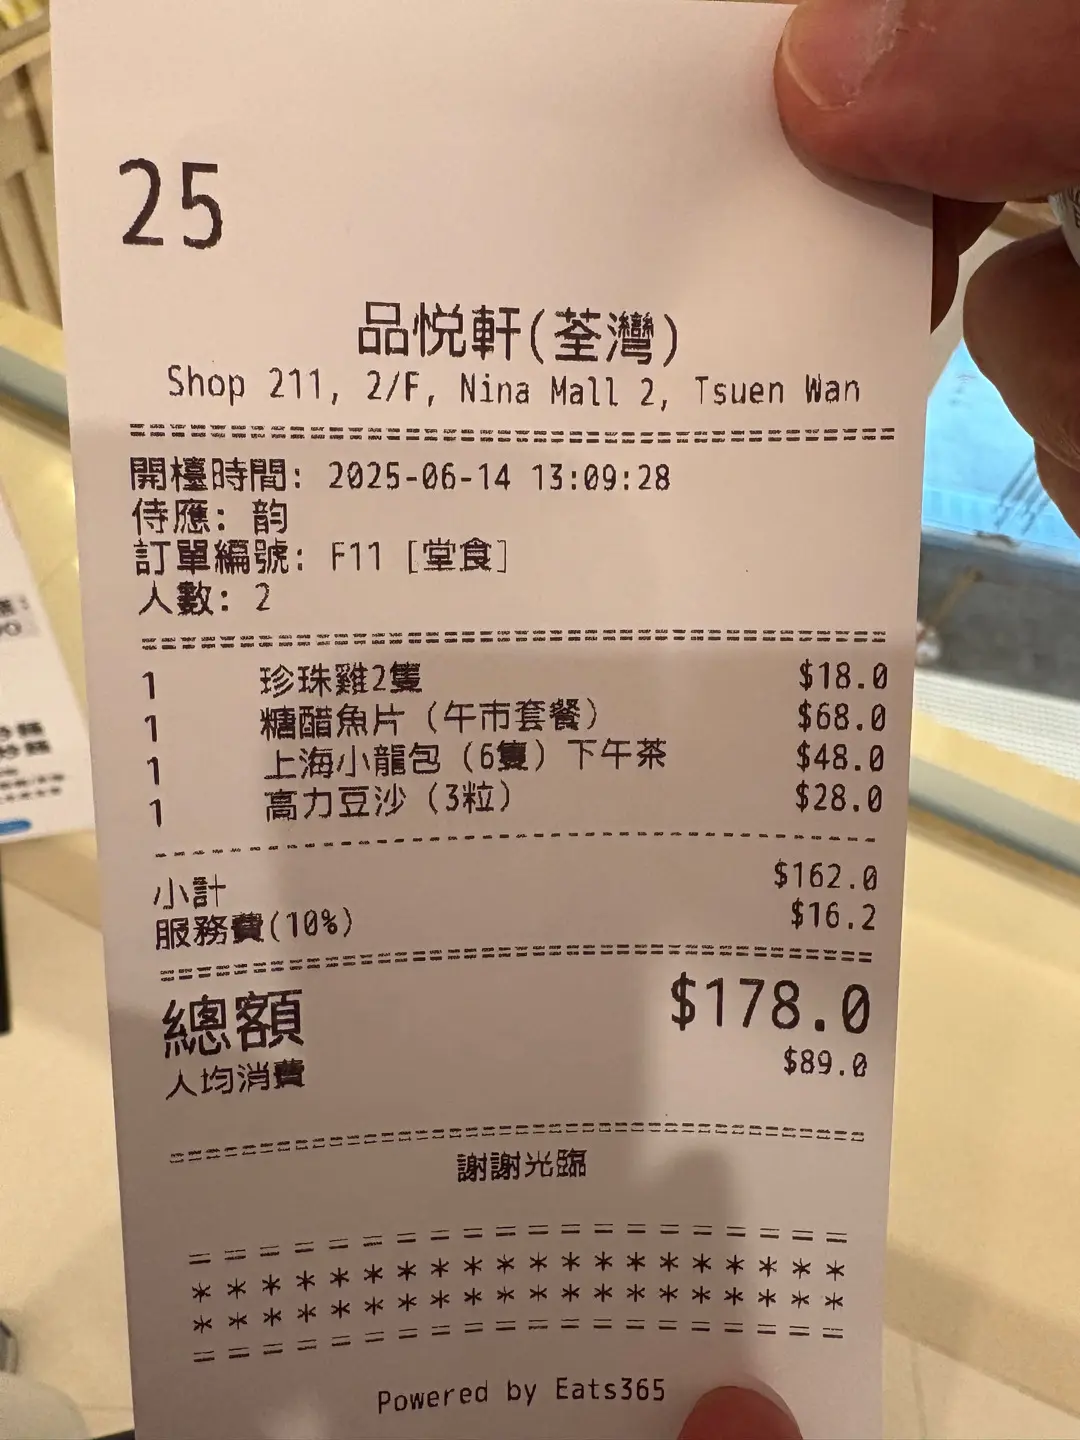 25
品悦軒(荃灣)
Shop 211, 2/F, Nina Mall 2, Tsuen Wan
開檯時間: 2025-06-14 13:09:28
侍應: 韵
訂單編號: F11 [堂食]
人數: 2
1 珍珠雞2隻 $18.0
1 糖醋魚片 (午市套餐) $68.0
1 上海小龍包 (6隻) 下午茶 $48.0
1 高力豆沙 (3粒) $28.0
小計 $162.0
服務費(10%) $16.2
總額 $178.0
人均消費 $89.0
謝謝光臨
= = = = = = = = = = = = = = = = = = = =
* * * * * * * * * * * * * * * * * * * *
* * * * * * * * * * * * * * * * * * * *
= = = = = = = = = = = = = = = = = = = =
Powered by Eats365